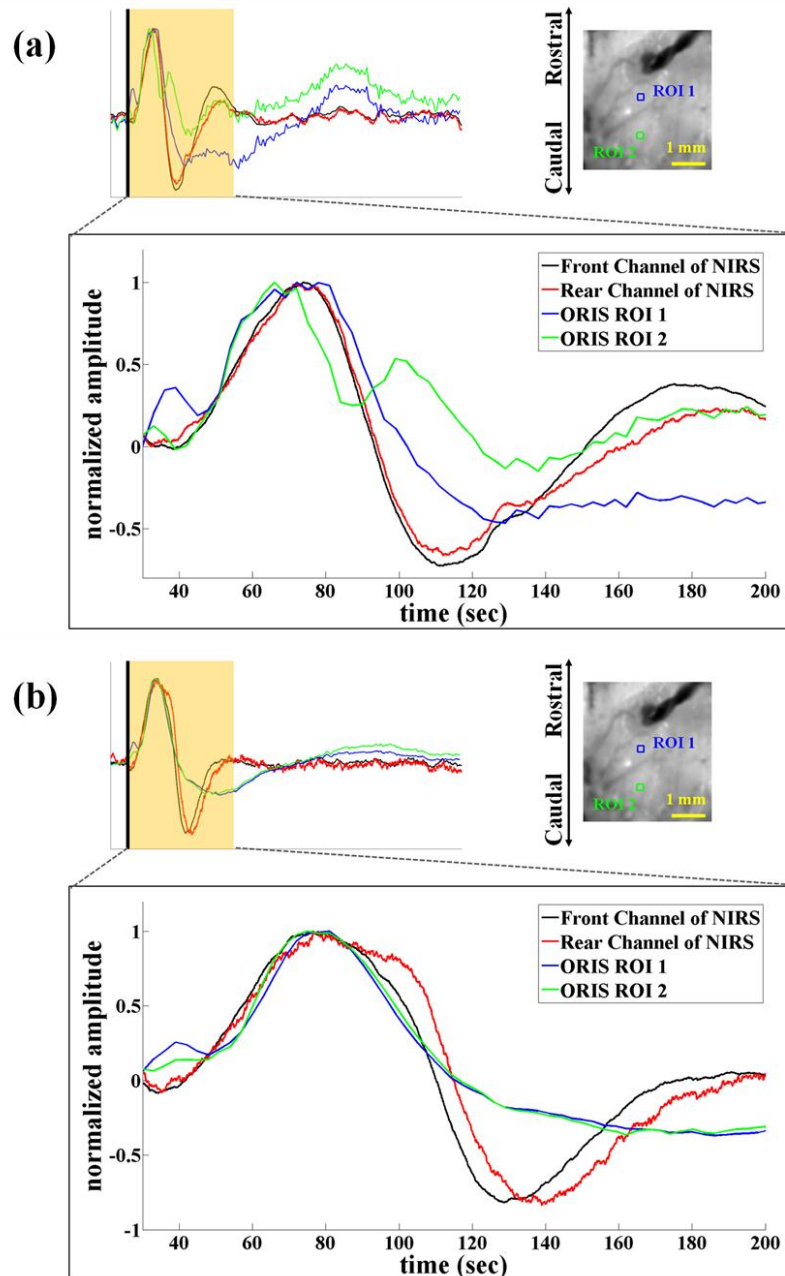 (a)
Rostral
Caudal
ROI 1
ROI 2
1 mm
normalized amplitude
1
0.5
0
-0.5
Front Channel of NIRS
Rear Channel of NIRS
ORIS ROI 1
ORIS ROI 2
40 60 80 100 120 140 160 180 200
time (sec)
(b)
Rostral
Caudal
ROI 1
ROI 2
1 mm
normalized amplitude
1
0.5
0
-0.5
-1
Front Channel of NIRS
Rear Channel of NIRS
ORIS ROI 1
ORIS ROI 2
40 60 80 100 120 140 160 180 200
time (sec)